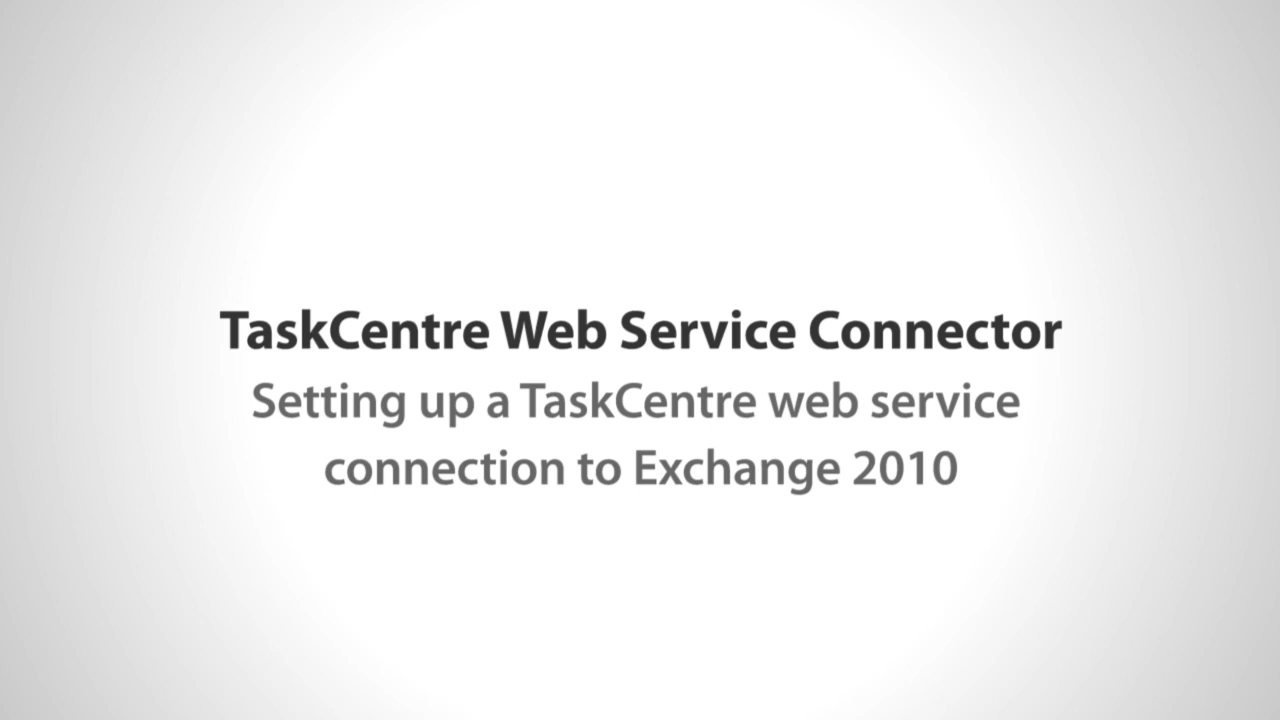 TaskCentre Web Service Connector
Setting up a TaskCentre web service
connection to Exchange 2010